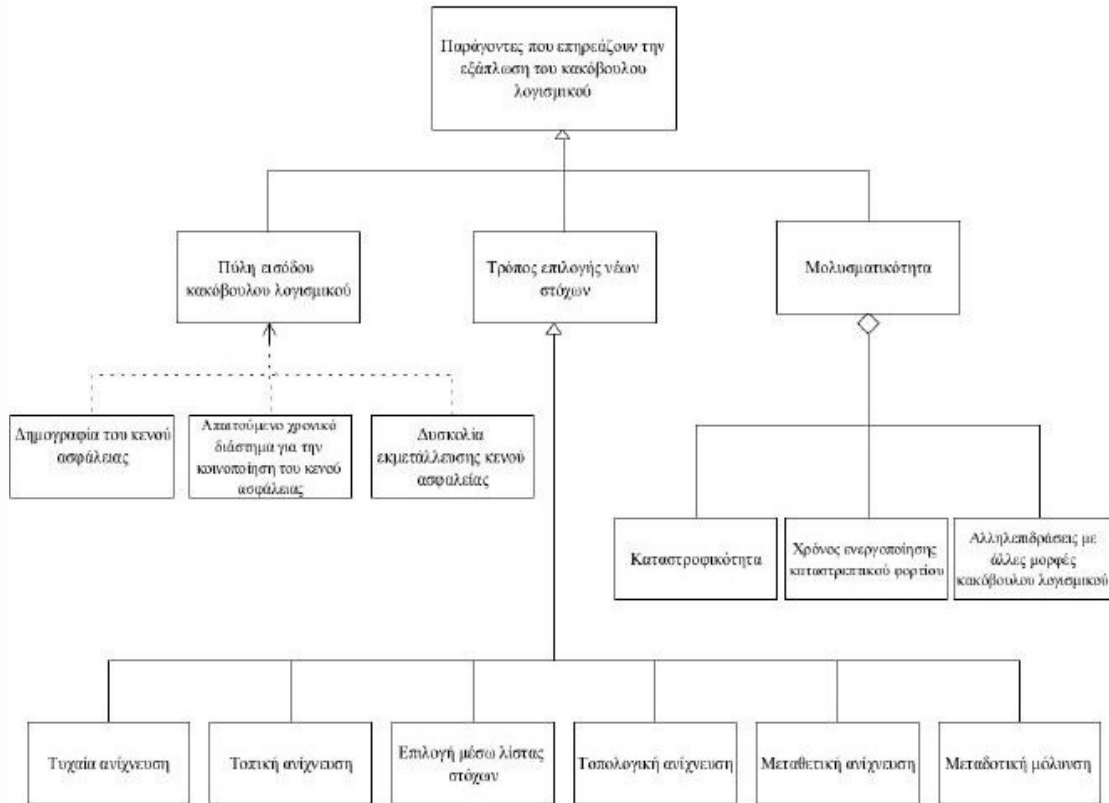 Παράγοντες που επηρεάζουν την
εξάπλωση του κακόβουλου
λογισμικού
Πύλη εισόδου
κακόβουλου λογισμικού
Τρόπος επιλογής νέων
στόχων
Μολυσματικότητα
Δημογραφία του κενού
ασφάλειας
Απαιτούμενο χρονικό
διάστημα για την
κοινοποίηση του κενού
ασφάλειας
Δυσκολία
εκμετάλλευσης κενού
ασφαλείας
Καταστροφικότητα
Χρόνος ενεργοποίησης
καταστρεπτικού φορτίου
Αλληλεπιδράσεις με
άλλες μορφές
κακόβουλου λογισμικού
Τυχαία ανίχνευση
Τοπική ανίχνευση
Επιλογή μέσω λίστας
στόχων
Τοπολογική ανίχνευση
Μεταθετική ανίχνευση
Μεταδοτική μόλυνση